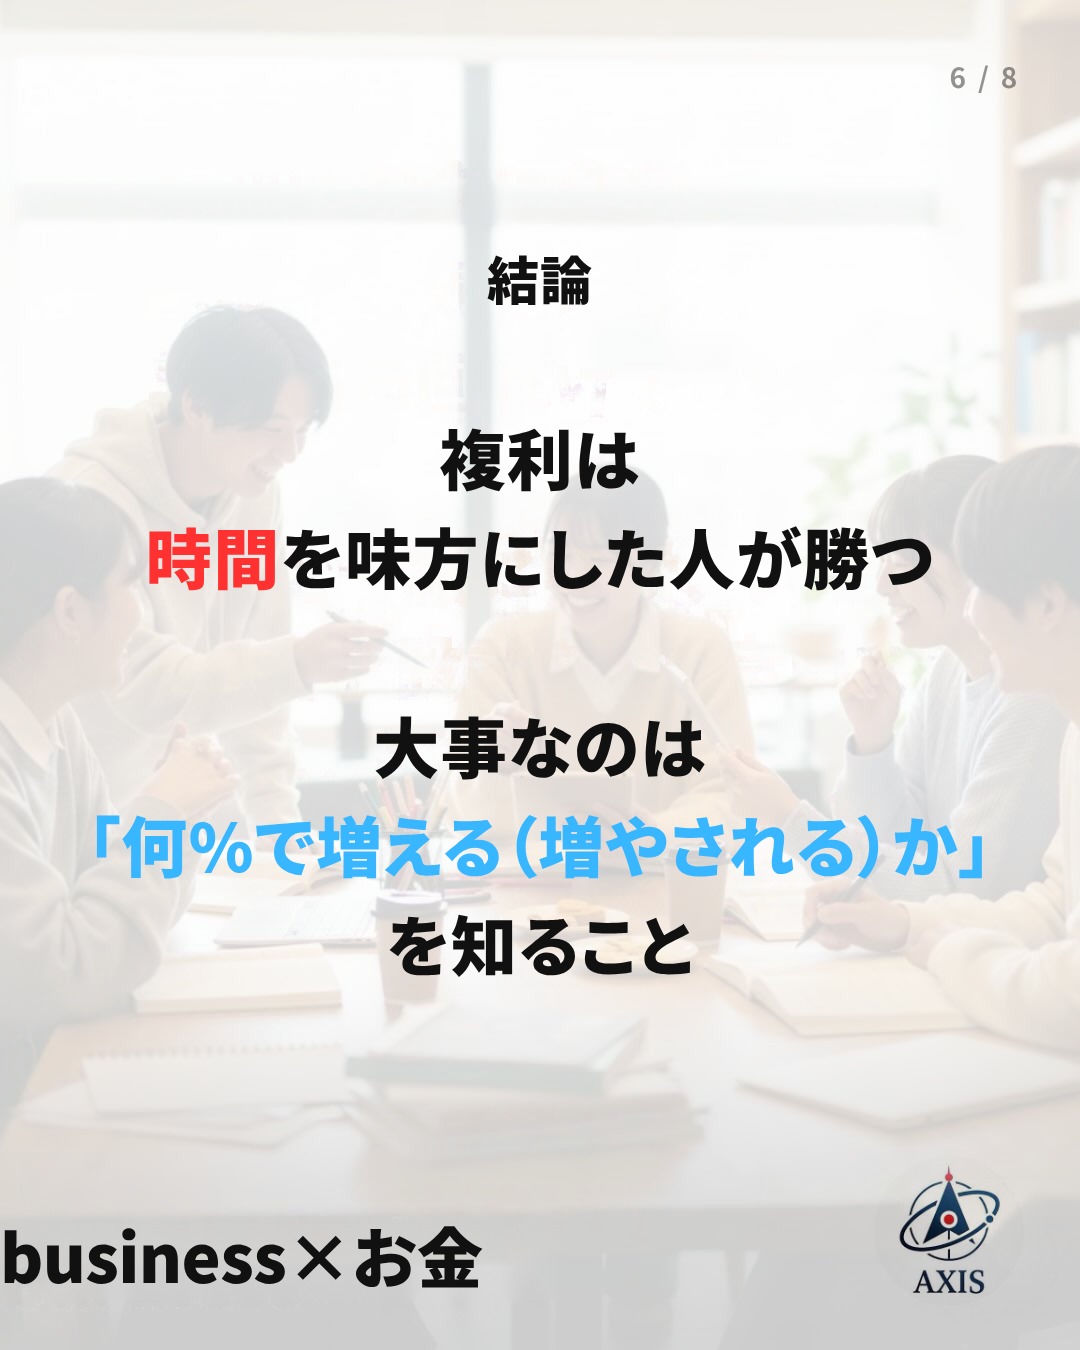 6 / 8
結論
複利は
時間を味方にした人が勝つ
大事なのは
「何%で増える(増やされる)か」
を知ること
business×お金
AXIS